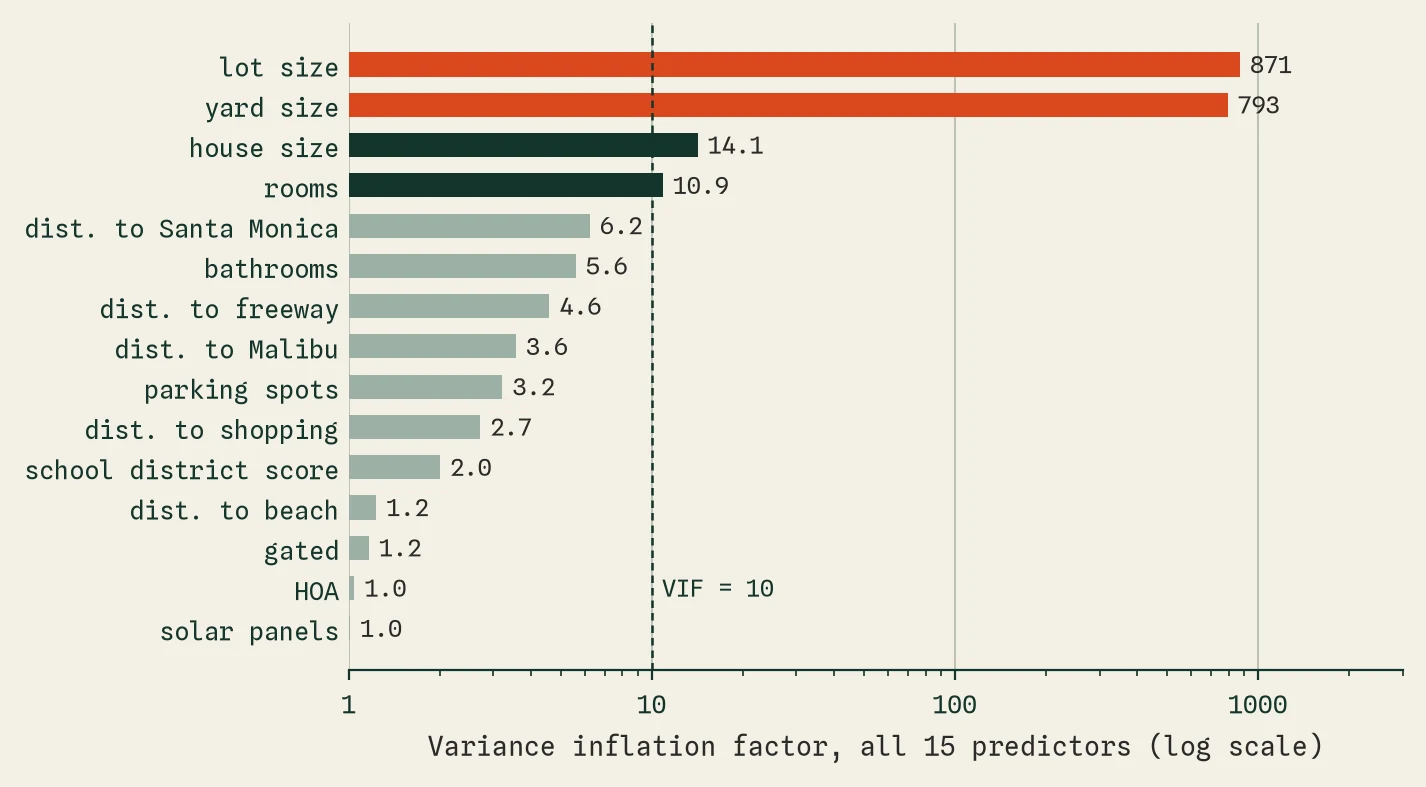 lot size 871
yard size 793
house size 14.1
rooms 10.9
dist. to Santa Monica 6.2
bathrooms 5.6
dist. to freeway 4.6
dist. to Malibu 3.6
parking spots 3.2
dist. to shopping 2.7
school district score 2.0
dist. to beach 1.2
gated 1.2
HOA 1.0 VIF = 10
solar panels 1.0
1 10 100 1000
Variance inflation factor, all 15 predictors (log scale)